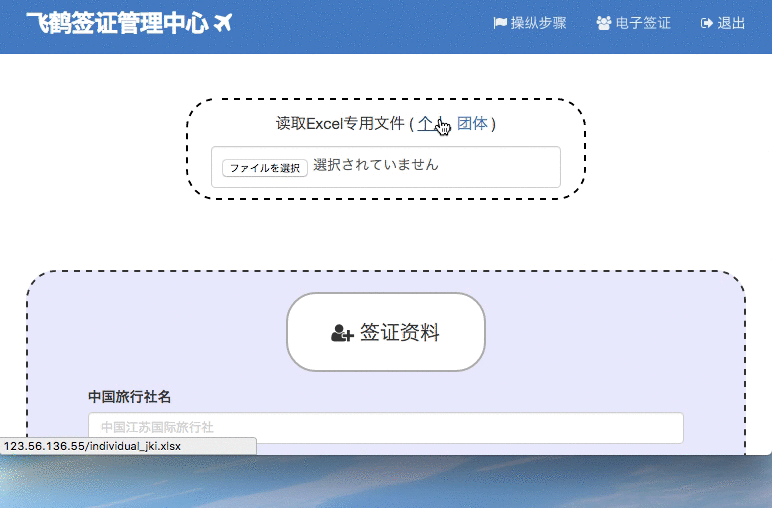 飞鹤签证管理中心
操纵步骤
电子签证
退出
读取Excel专用文件 ( 个人 团体 )
ファイルを選択 選択されていません
签证资料
中国旅行社名
中国江苏国际旅行社
123.56.136.55/individual_jki.xlsx